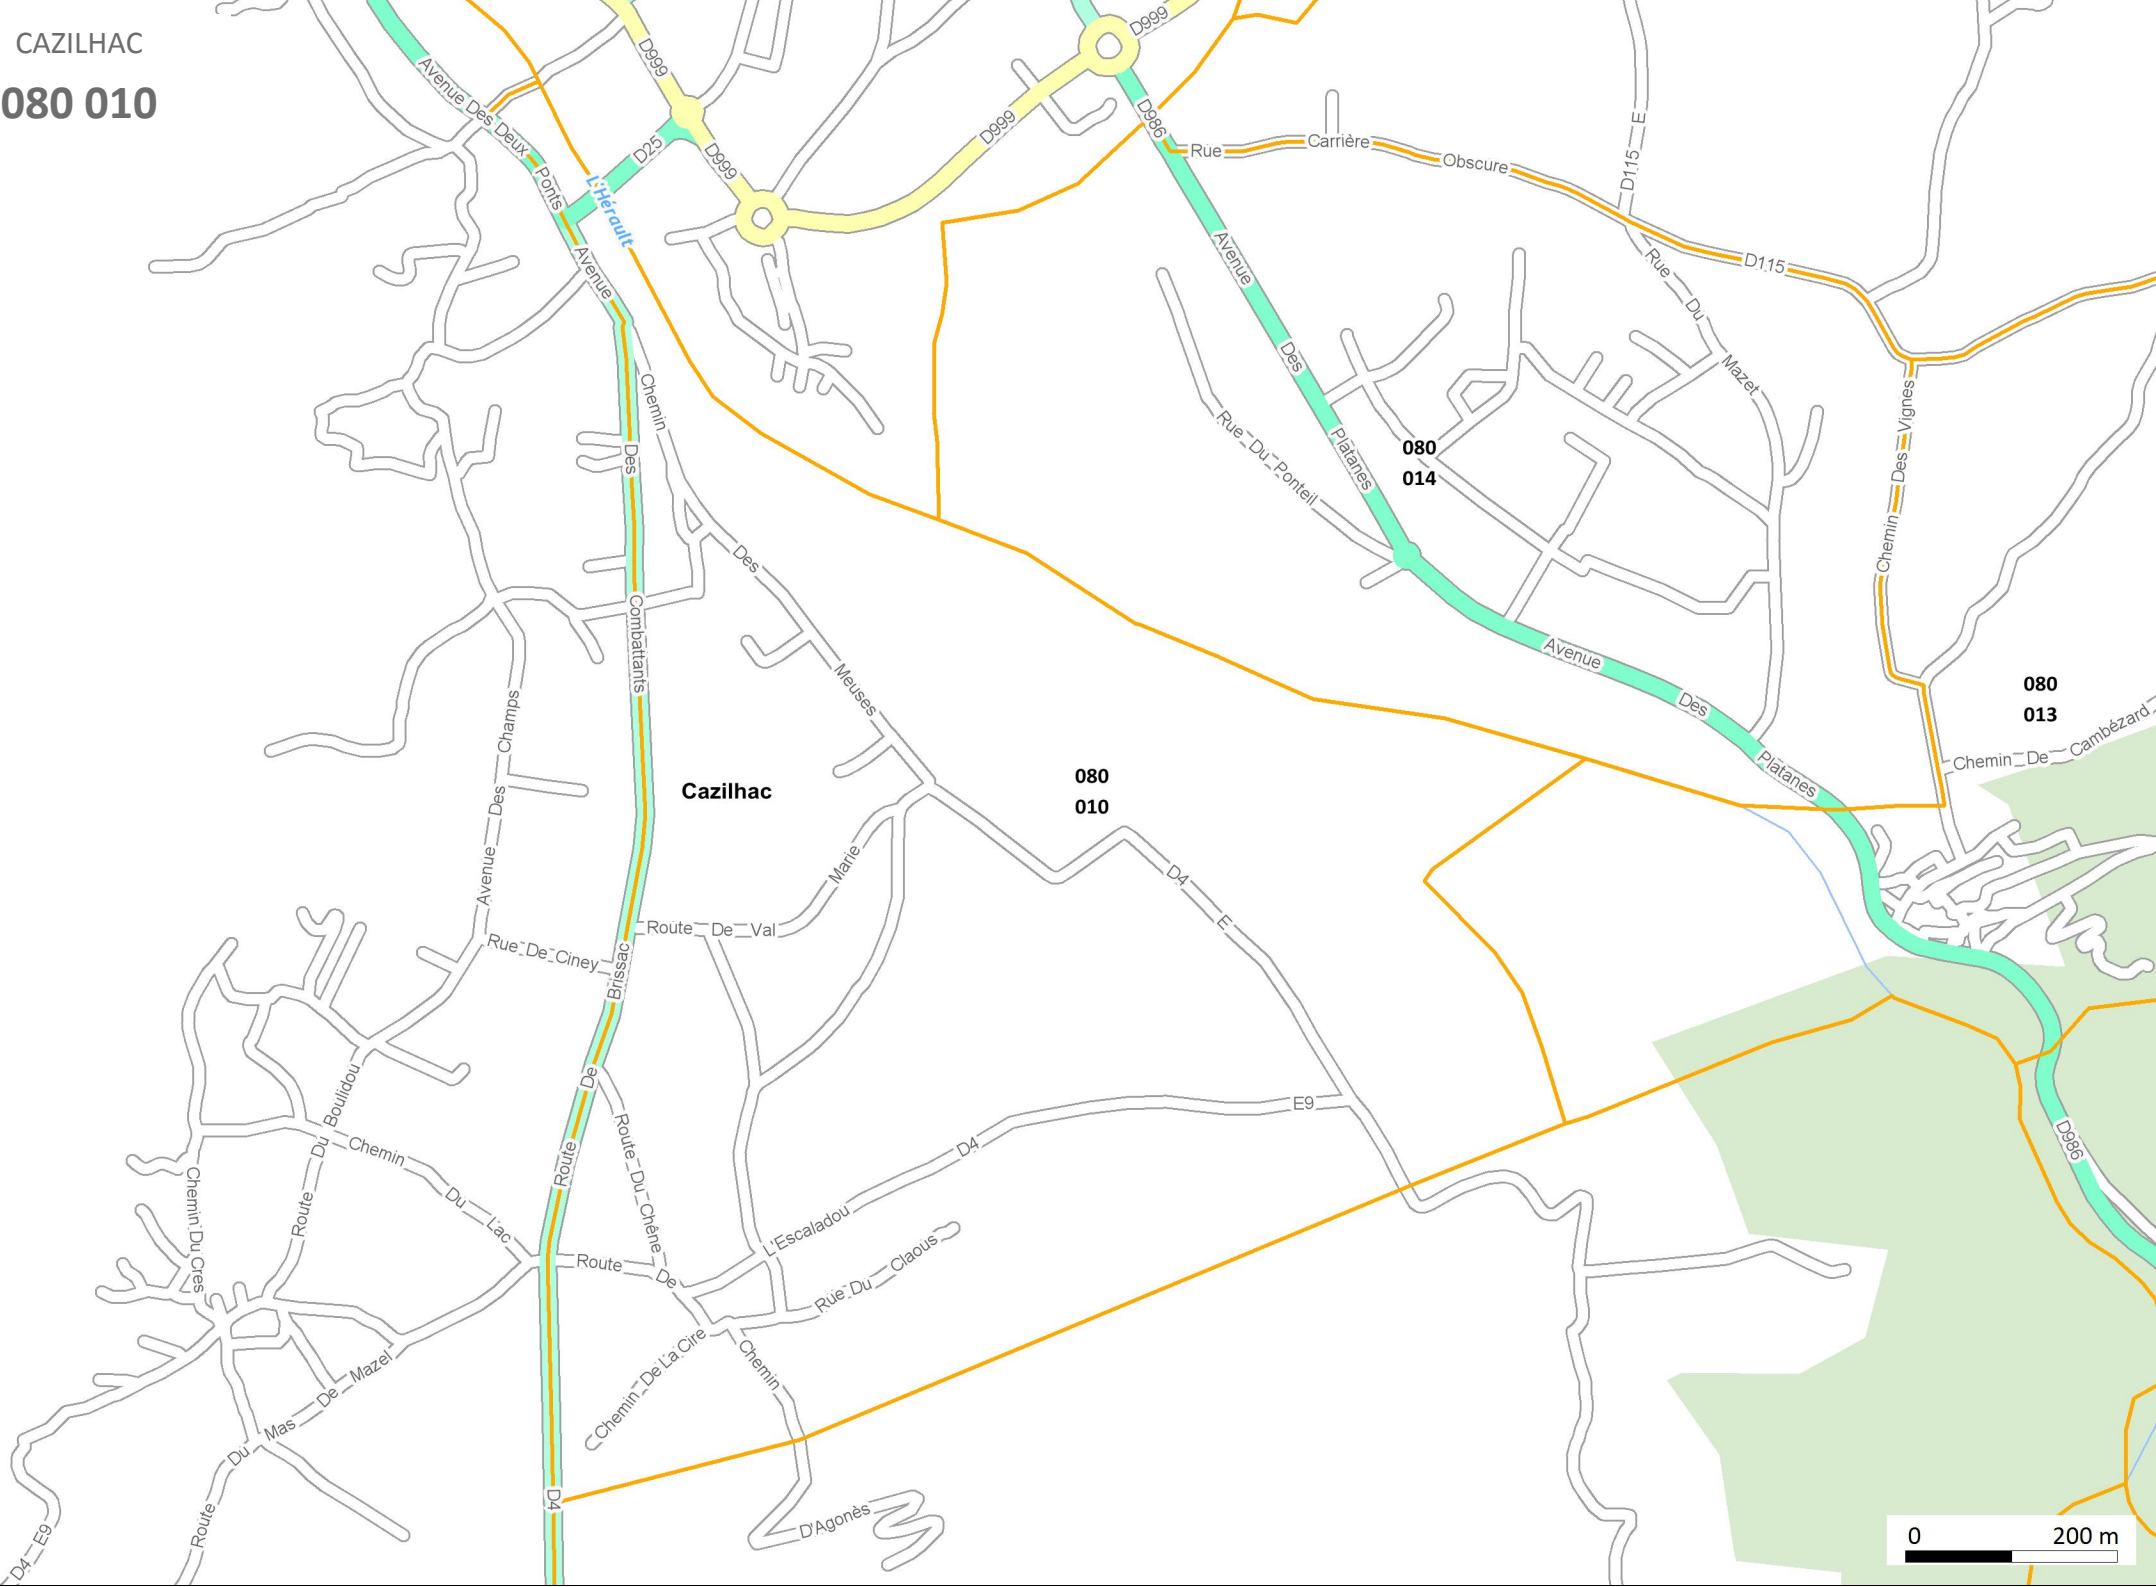 CAZILHAC
080 010
D999
D999
D999
D999
Avenue Des Deux Ponts
D25
L'Hérault
D986
Rue Carrière Obscure
D115 E
D115
Avenue Des Combattants
Avenue Des Platanes
Rue Du Mazet
Rue Du Ponteil
080
014
Chemin Des Vignes
Chemin Des Meuses
Avenue Des Platanes
080
013
Chemin De Cambézard
Avenue Des Champs
Cazilhac
080
010
D4 E
Route De Val Marie
Rue De Ciney
Route De Brissac
Route Du Boulidou
Chemin Du Lac
Chemin Du Cres
Route Du Chêne
D4 E9
L'Escaladou
Route De
Rue Du Claous
Chemin De La Cire
Chemin D'Agonès
Route Du Mas De Mazel
D4 E9
D4
D986
0 200 m